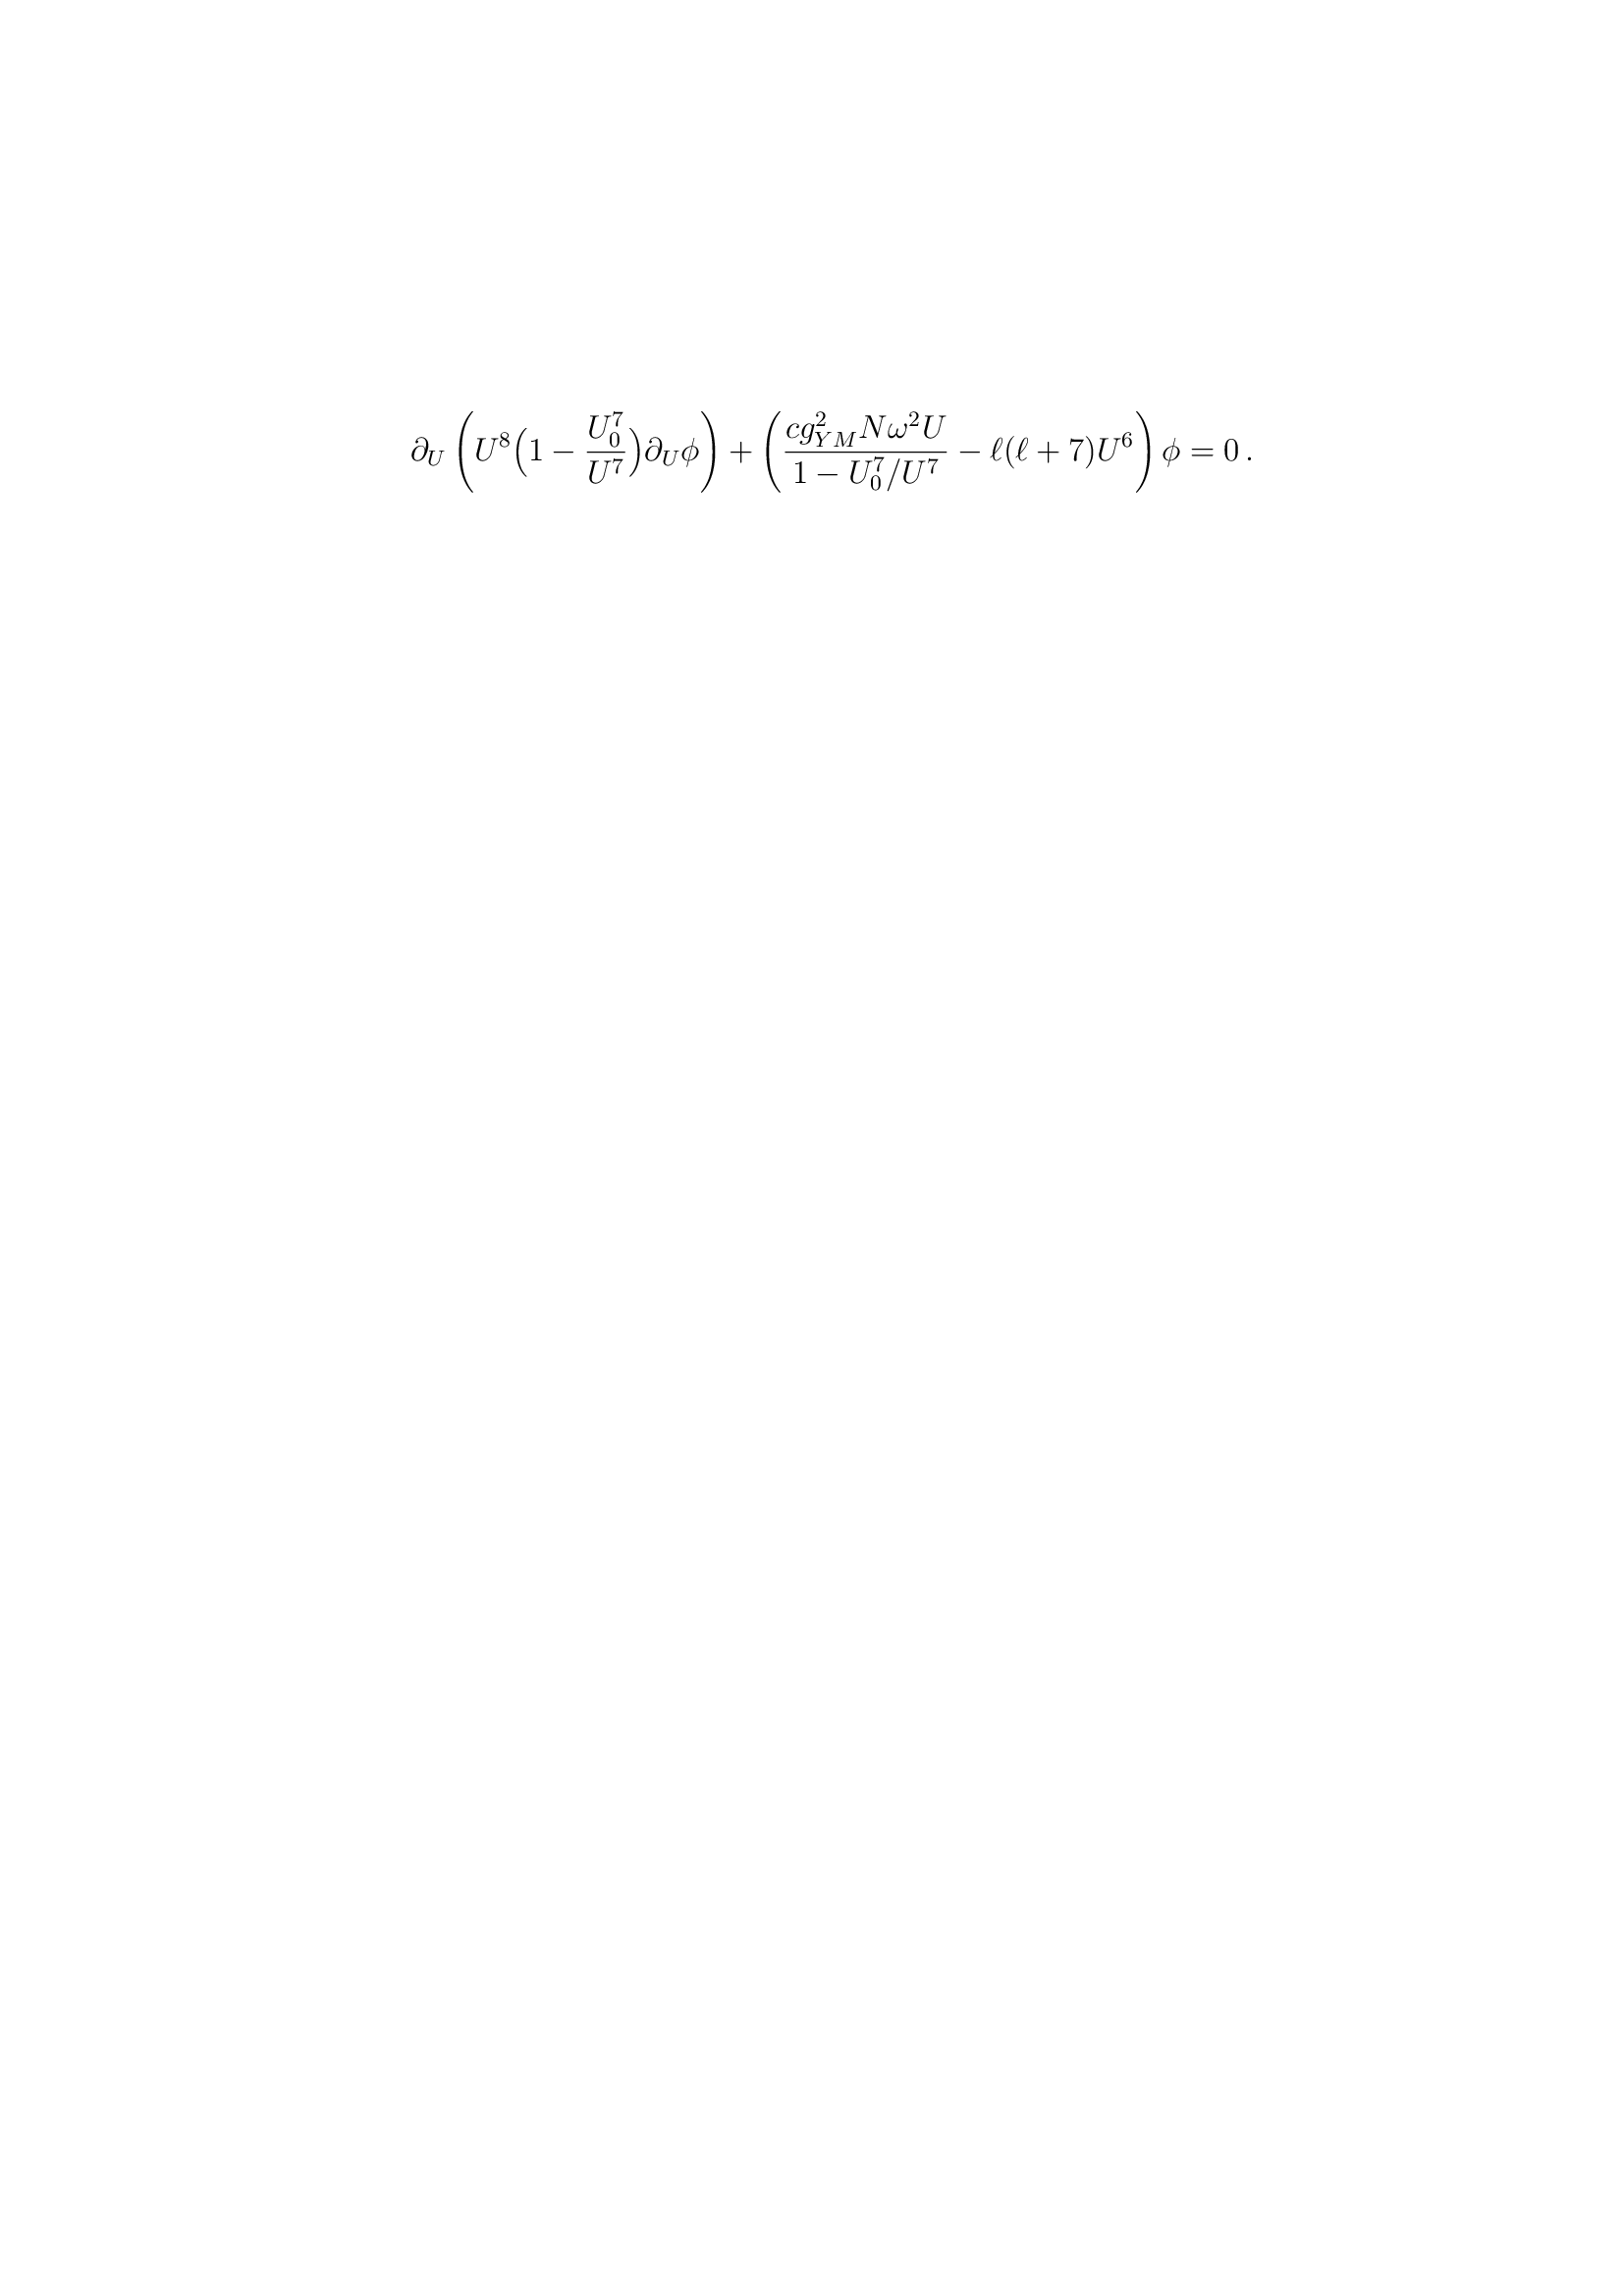 $$\partial_U \left( U^8 \Big( 1 - \frac{U_0^7}{U^7} \Big) \partial_U \phi \right) + \left( \frac{c g_{YM}^2 N \omega^2 U}{1 - U_0^7/U^7} - \ell(\ell+7) U^6 \right) \phi = 0 \, .$$